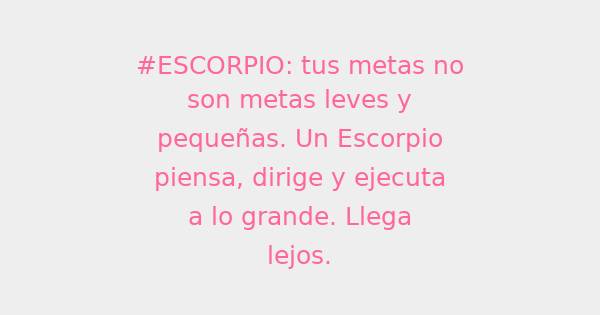 #ESCORPIO: tus metas no
son metas leves y
pequeñas. Un Escorpio
piensa, dirige y ejecuta
a lo grande. Llega
lejos.